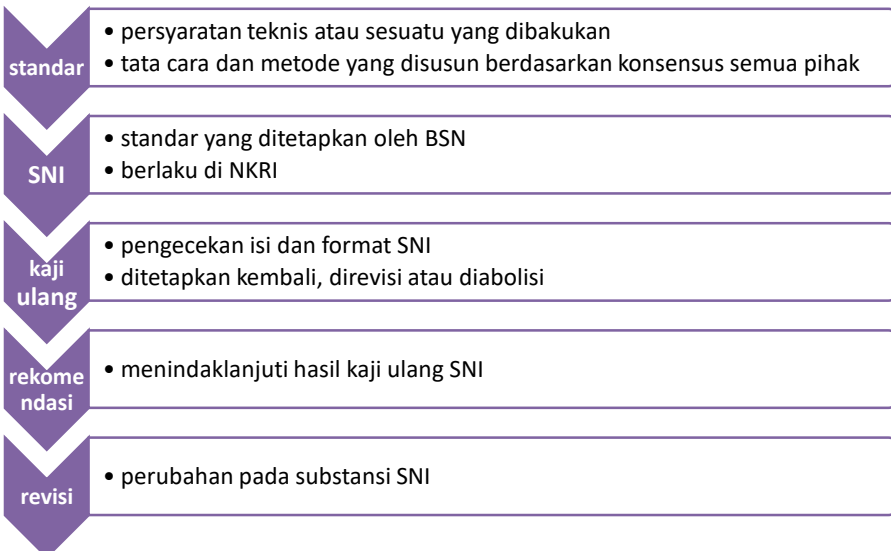 standar
• persyaratan teknis atau sesuatu yang dibakukan
• tata cara dan metode yang disusun berdasarkan konsensus semua pihak
SNI
• standar yang ditetapkan oleh BSN
• berlaku di NKRI
kaji
ulang
• pengecekan isi dan format SNI
• ditetapkan kembali, direvisi atau diabolisi
rekome
ndasi
• menindaklanjuti hasil kaji ulang SNI
revisi
• perubahan pada substansi SNI